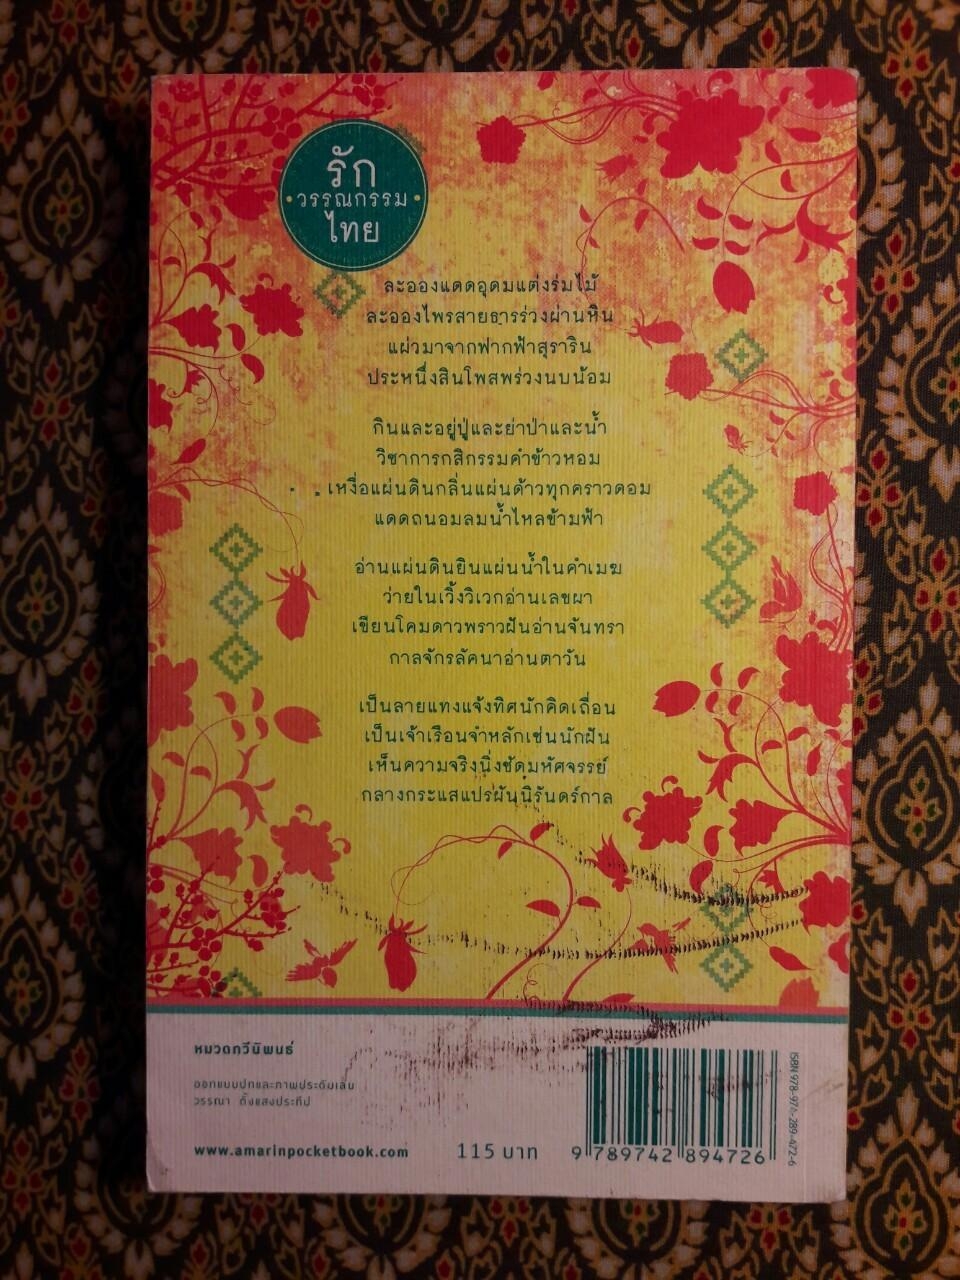 รัก
วรรณกรรม
ไทย
ละอองแดดอุดมแต่งร่มไม้
ละอองไพรสายธารร่วงผ่านหิน
แผ่วมาจากฟากฟ้าสุราริน
ประหนึ่งสินโพสพร่วงนบน้อม
กินและอยู่ปู่และย่าป่าและน้ำ
วิชาการกสิกรรมคำข้าวหอม
เหงื่อแผ่นดินกลิ่นแผ่นด้าวทุกคราวดอม
แดดถนอมลมน้ำไหลข้ามฟ้า
อ่านแผ่นดินยินแผ่นน้ำในคำเมฆ
ว่ายในเวิ้งวิเวกอ่านเลขผา
เขียนโคมดาวพราวฝันอ่านจันทรา
กาลจักรลัคนาอ่านตาวัน
เป็นลายแทงแจ้งทิศนักคิดเถื่อน
เป็นเจ้าเรือนจำหลักเช่นนักฝัน
เห็นความจริงนิ่งชัดมหัศจรรย์
กลางกระแสแปรผันนิรันดร์กาล
หมวดกวีนิพนธ์
ออกแบบปกและภาพประดับเล่ม
วรรณา ตั้งแสงประทีป
www.amarinpocketbook.com
115 บาท
9 789742 894726
ISBN 978-974-289-472-6